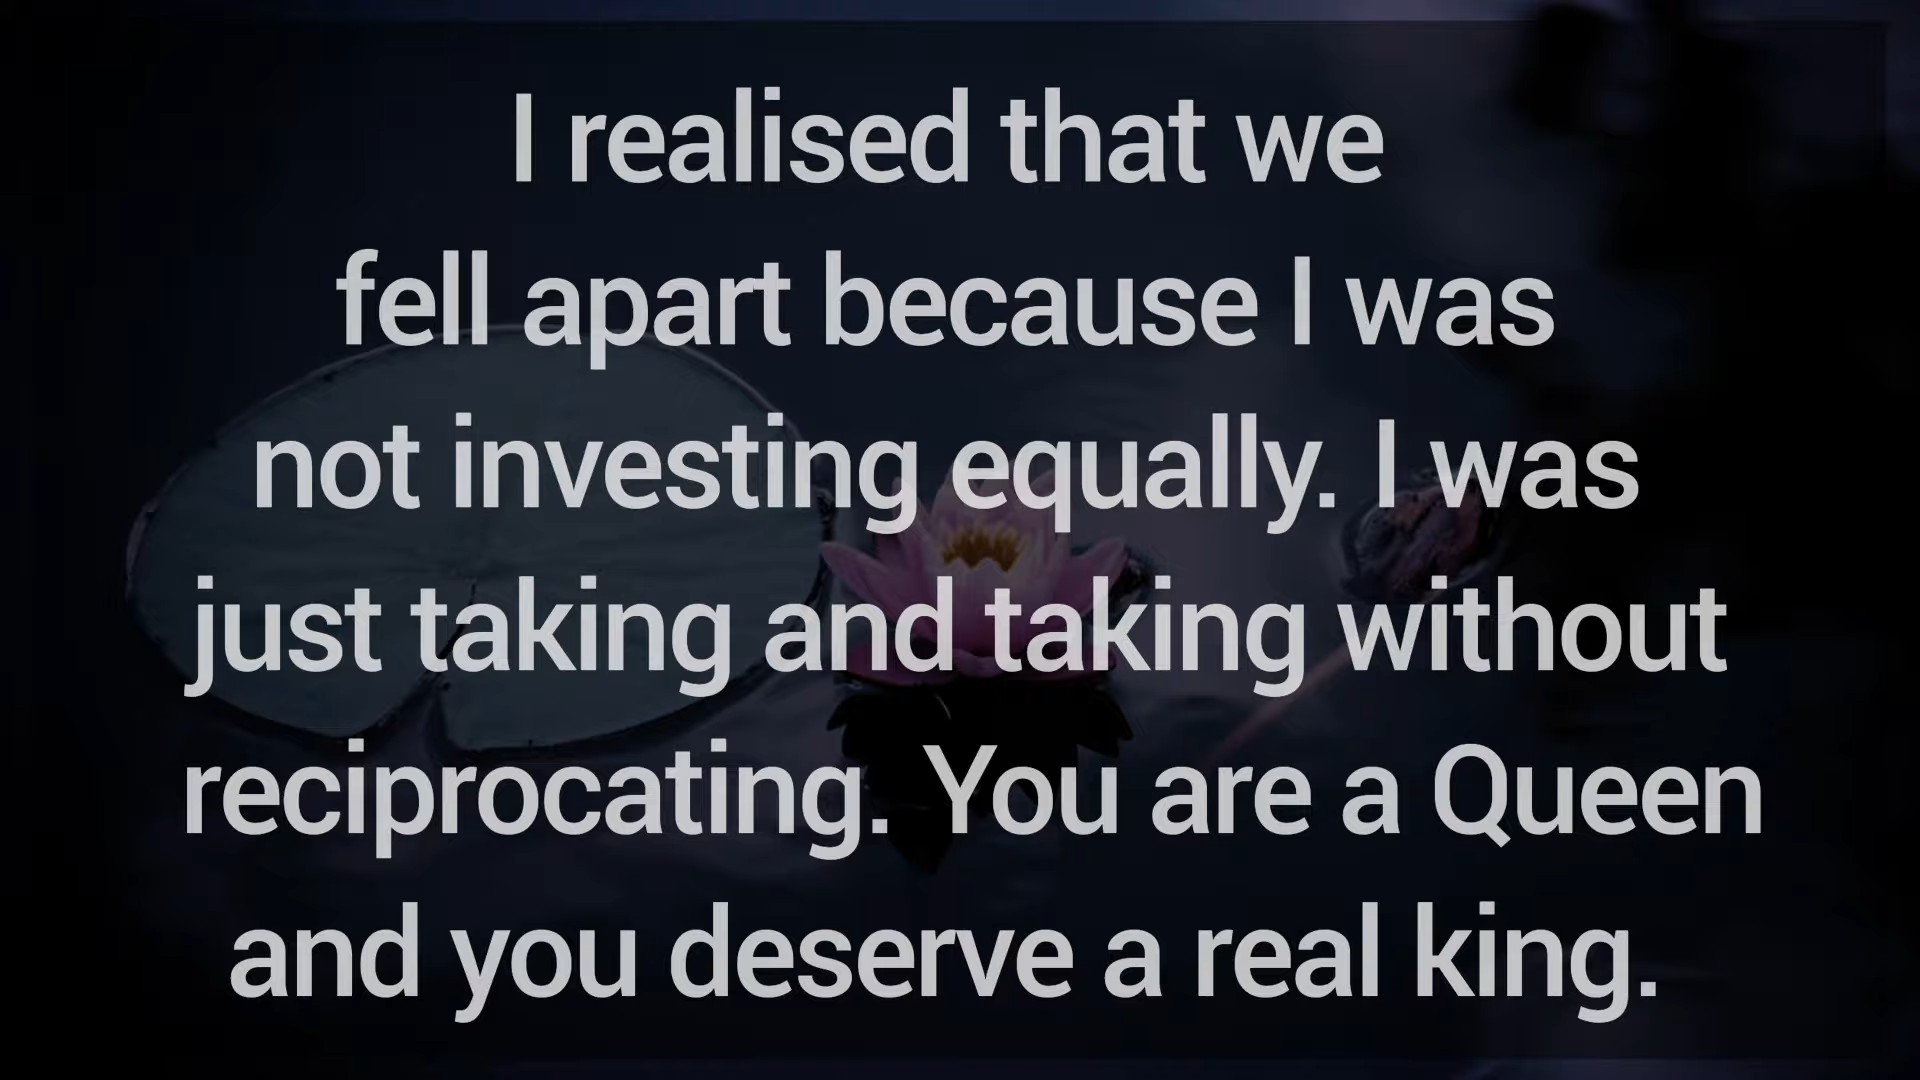 I realised that we
fell apart because I was
not investing equally. I was
just taking and taking without
reciprocating. You are a Queen
and you deserve a real king.